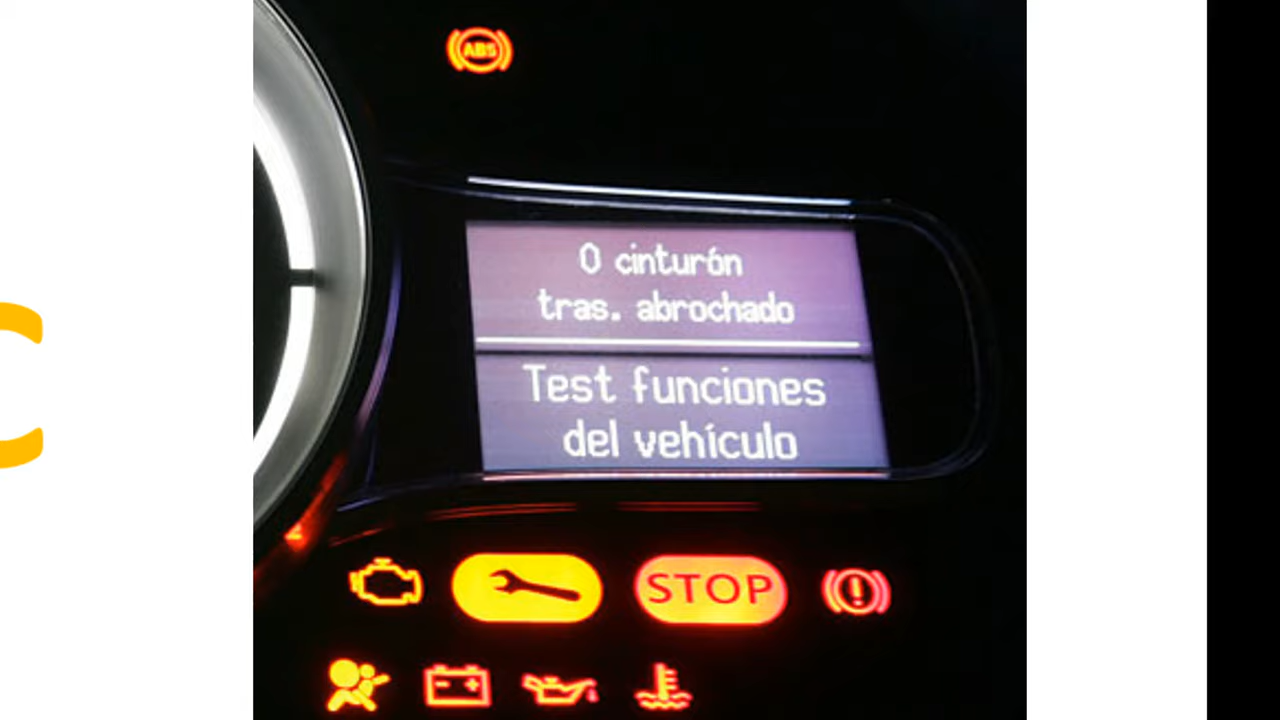 ABS
0 cinturón
tras. abrochado
Test funciones
del vehículo
STOP